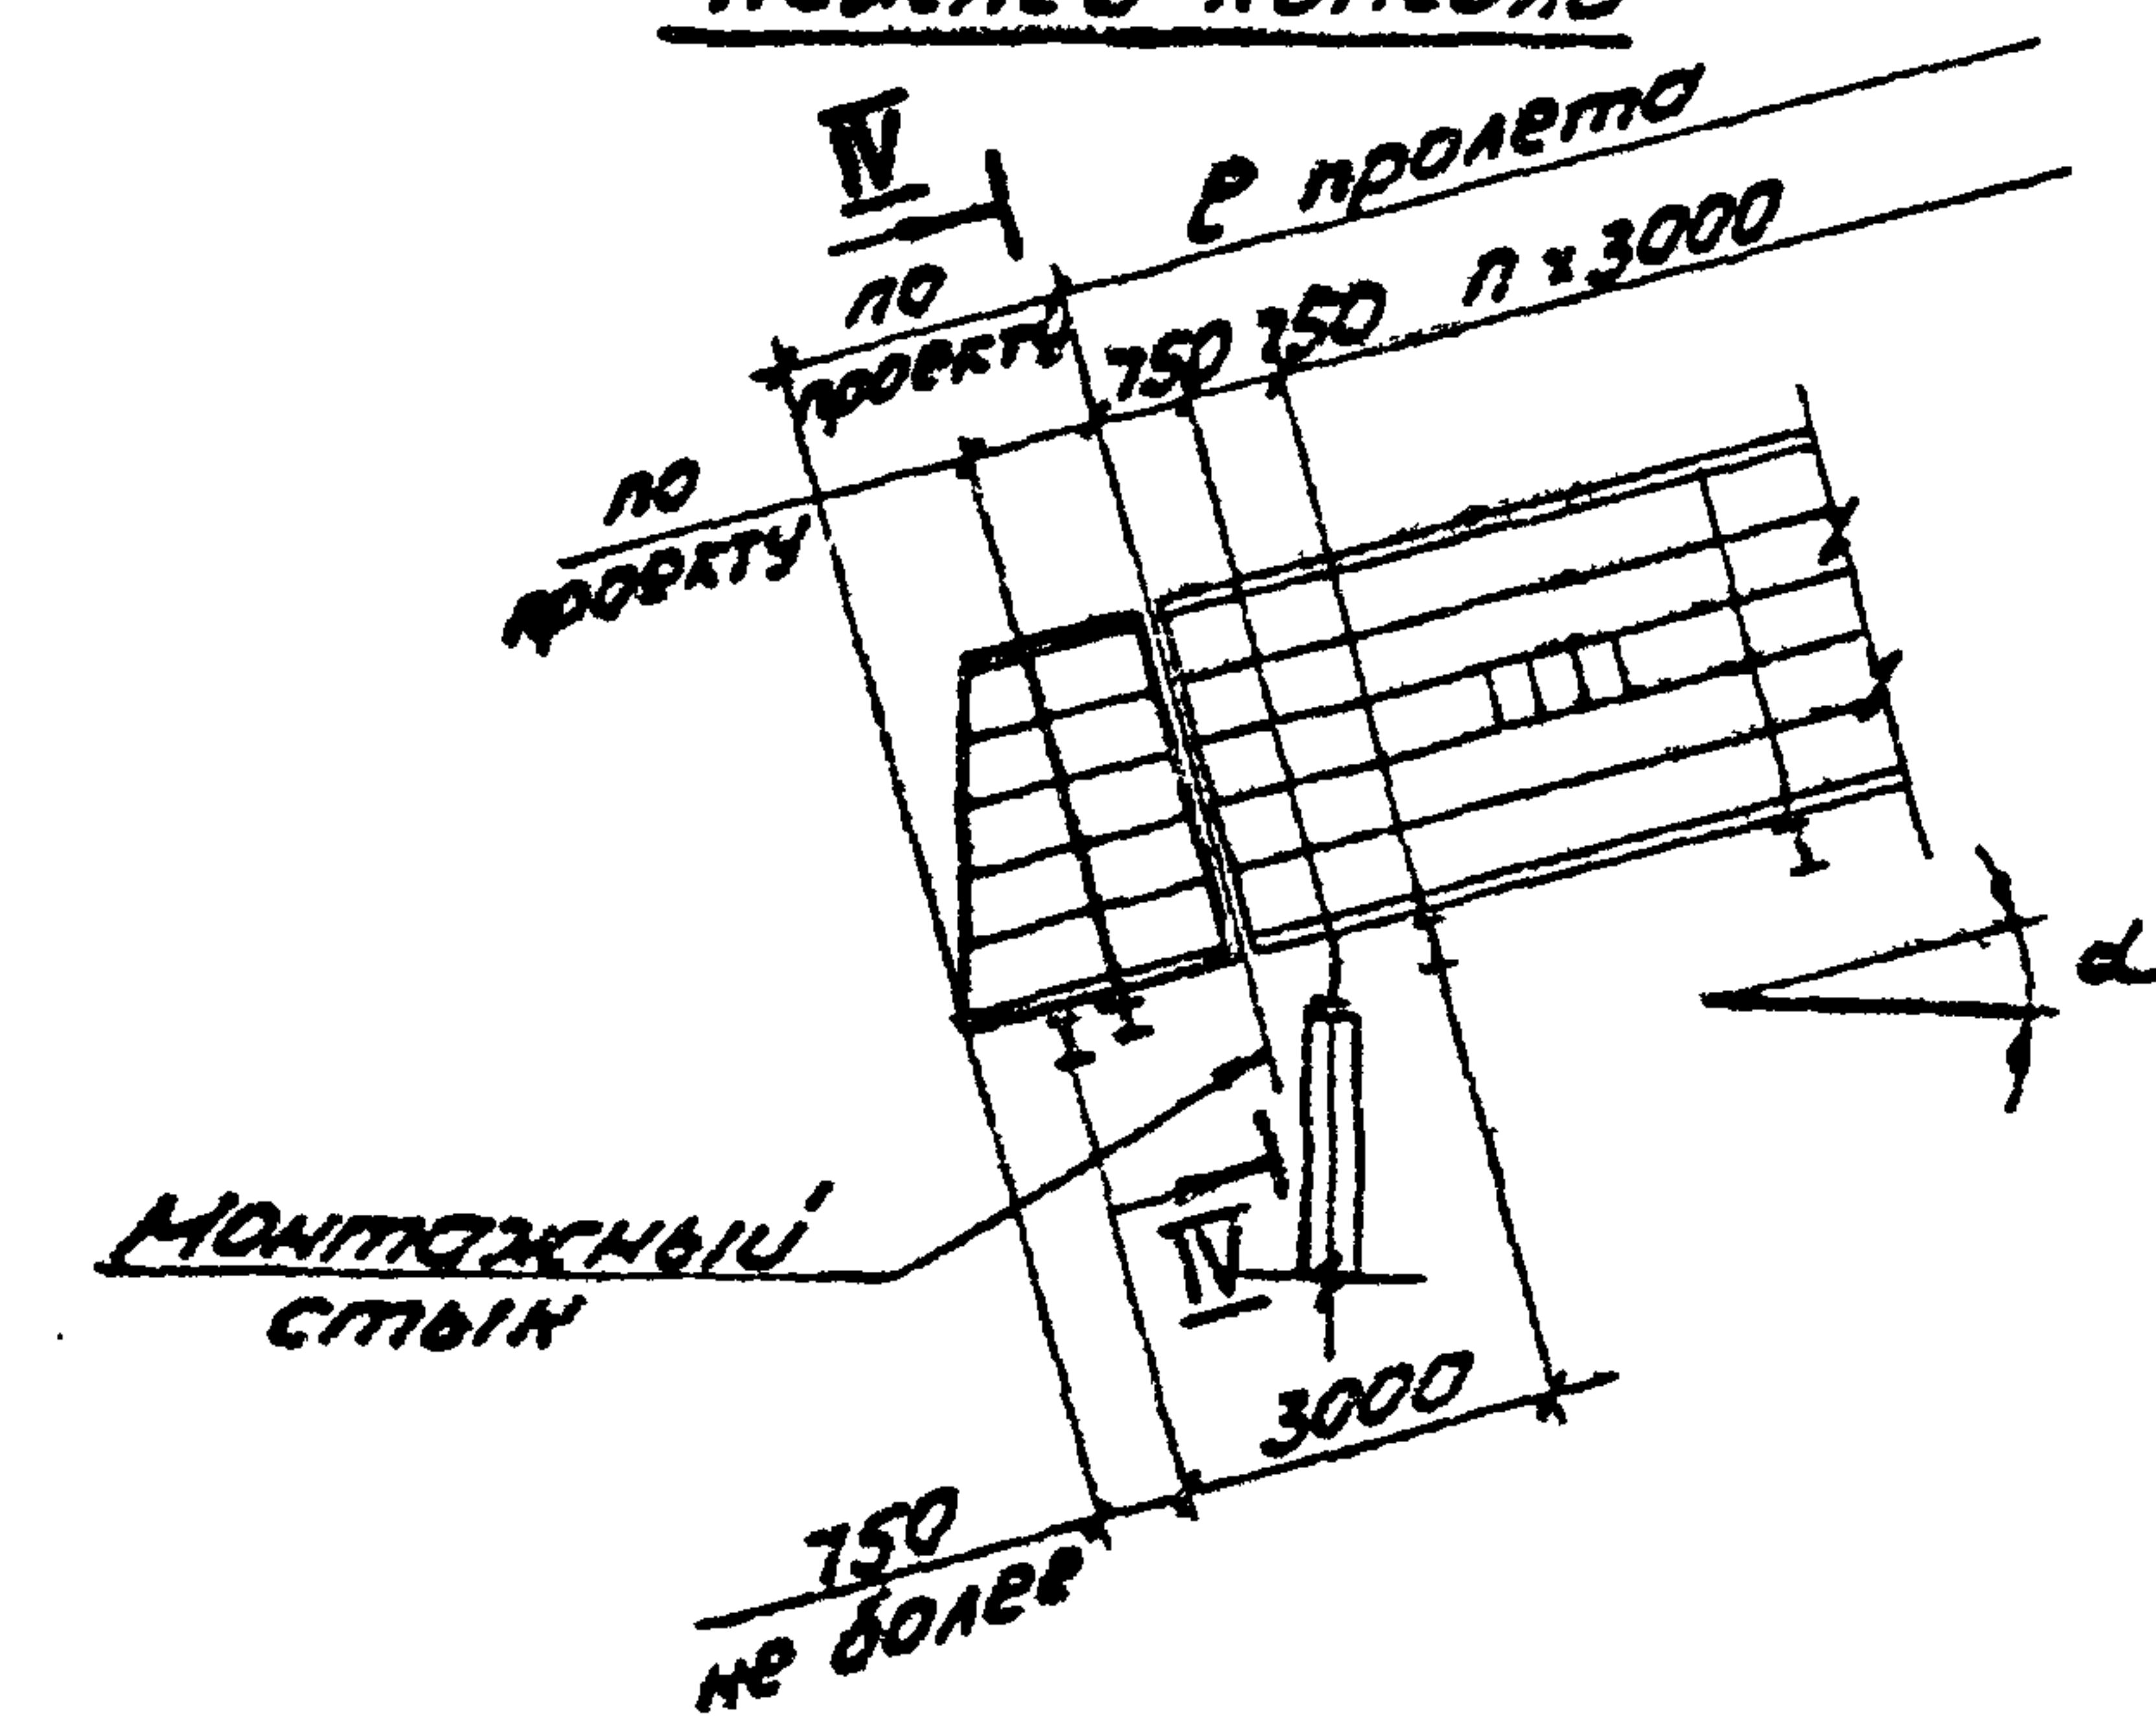 IV
ℓ пролета
по
проекту
750 750 п х 3000
по
проекту
α
Монтажный
стык
IV
3000
750
не более